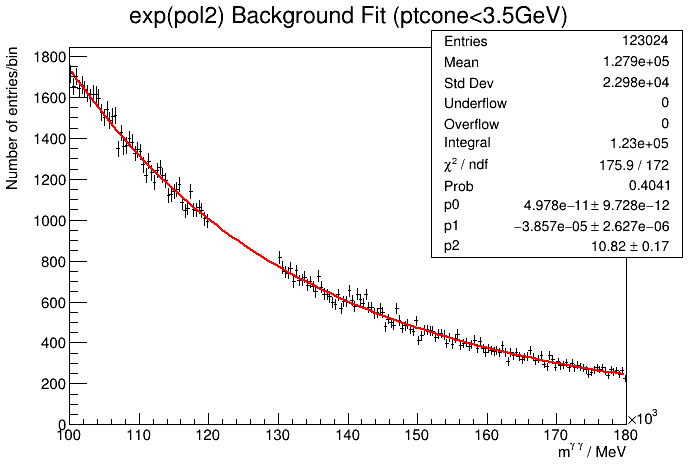 exp(pol2) Background Fit (ptcone<3.5GeV)
Entries 123024
Mean 1.279e+05
Std Dev 2.298e+04
Underflow 0
Overflow 0
Integral 1.23e+05
χ² / ndf 175.9 / 172
Prob 0.4041
p0 4.978e−11 ± 9.728e−12
p1 −3.857e−05 ± 2.627e−06
p2 10.82 ± 0.17
Number of entries/bin
1800
1600
1400
1200
1000
800
600
400
200
0
100 110 120 130 140 150 160 170 180
×10³
m^γγ / MeV